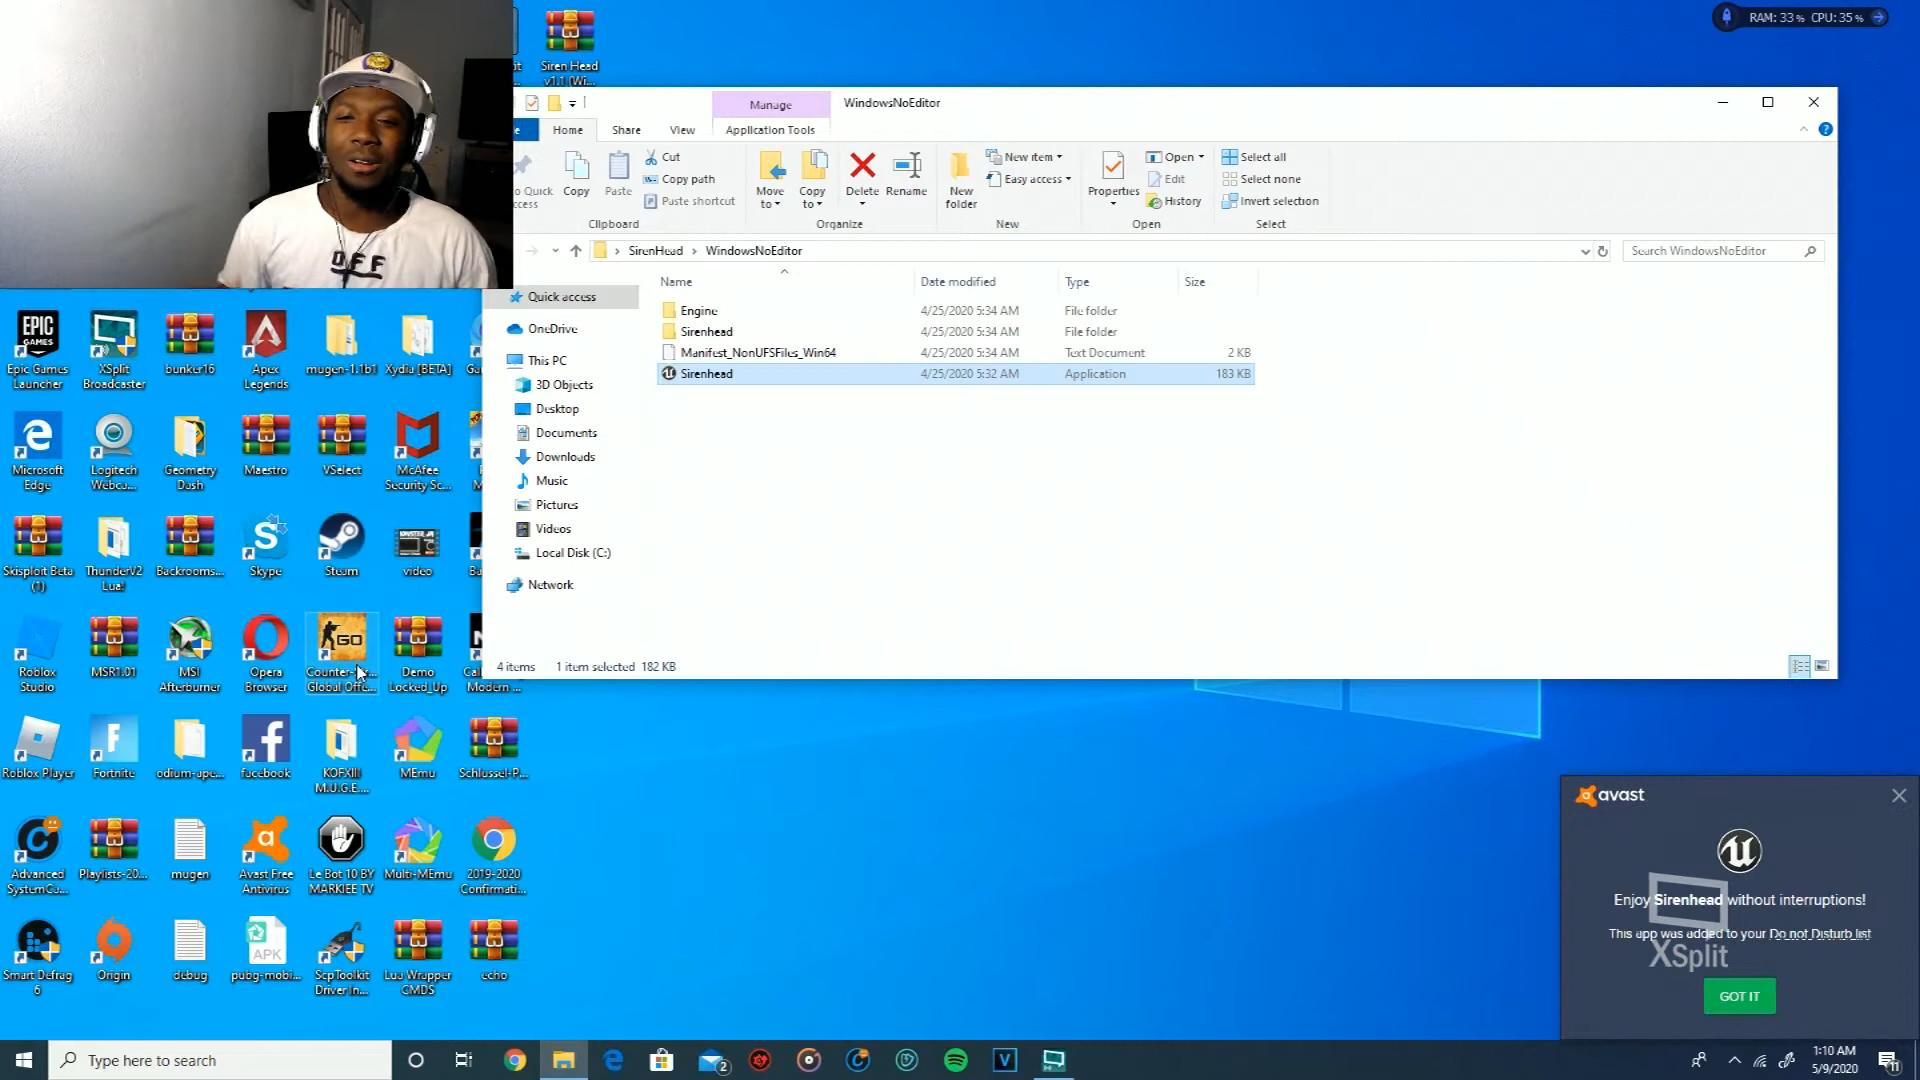 RAM: 33% CPU: 35%
Siren Head
v1.1 (Wi...
OFF
Manage
WindowsNoEditor
Home
Share
View
Application Tools
Copy
Paste
Cut
Copy path
Paste shortcut
Clipboard
Move
to
Copy
to
Delete
Rename
Organize
New
folder
New item
Easy access
New
Properties
Open
Edit
History
Open
Select all
Select none
Invert selection
Select
SirenHead > WindowsNoEditor
Search WindowsNoEditor
Name
Date modified
Type
Size
Engine
4/25/2020 5:34 AM
File folder
Sirenhead
4/25/2020 5:34 AM
File folder
Manifest_NonUFSFiles_Win64
4/25/2020 5:34 AM
Text Document
2 KB
Sirenhead
4/25/2020 5:32 AM
Application
183 KB
Quick access
OneDrive
This PC
3D Objects
Desktop
Documents
Downloads
Music
Pictures
Videos
Local Disk (C:)
Network
4 items
1 item selected 182 KB
EPIC
GAMES
Epic Games
Launcher
XSplit
Broadcaster
bunker16
Apex
Legends
mugen-1.1b1
Xydia [BETA]
Microsoft
Edge
Logitech
Webca...
Geometry
Dash
Maestro
VSelect
McAfee
Security Sc...
Skisploit Beta
(1)
ThunderV2
Lua!
Backrooms...
Skype
Steam
video
Roblox
Studio
MSR1.01
MSI
Afterburner
Opera
Browser
GO
Counter-...
Global Offe...
Demo
Locked_Up
Modern ...
Roblox Player
Fortnite
odium-ape...
facebook
KOFXIII
M.U.G.E....
MEmu
Schlussel-P...
Advanced
SystemCa...
Playlists-20...
mugen
Avast Free
Antivirus
Le Bot 10 BY
MARKIEE TV
Multi-MEmu
2019-2020
Confirmati...
Smart Defrag
6
Origin
debug
APK
pubg-mobi...
ScpToolkit
Driver In...
Lua Wrapper
CMDS
echo
avast
Enjoy Sirenhead without interruptions!
This app was added to your Do not Disturb list
XSplit
GOT IT
Type here to search
2
1:10 AM
5/9/2020
11